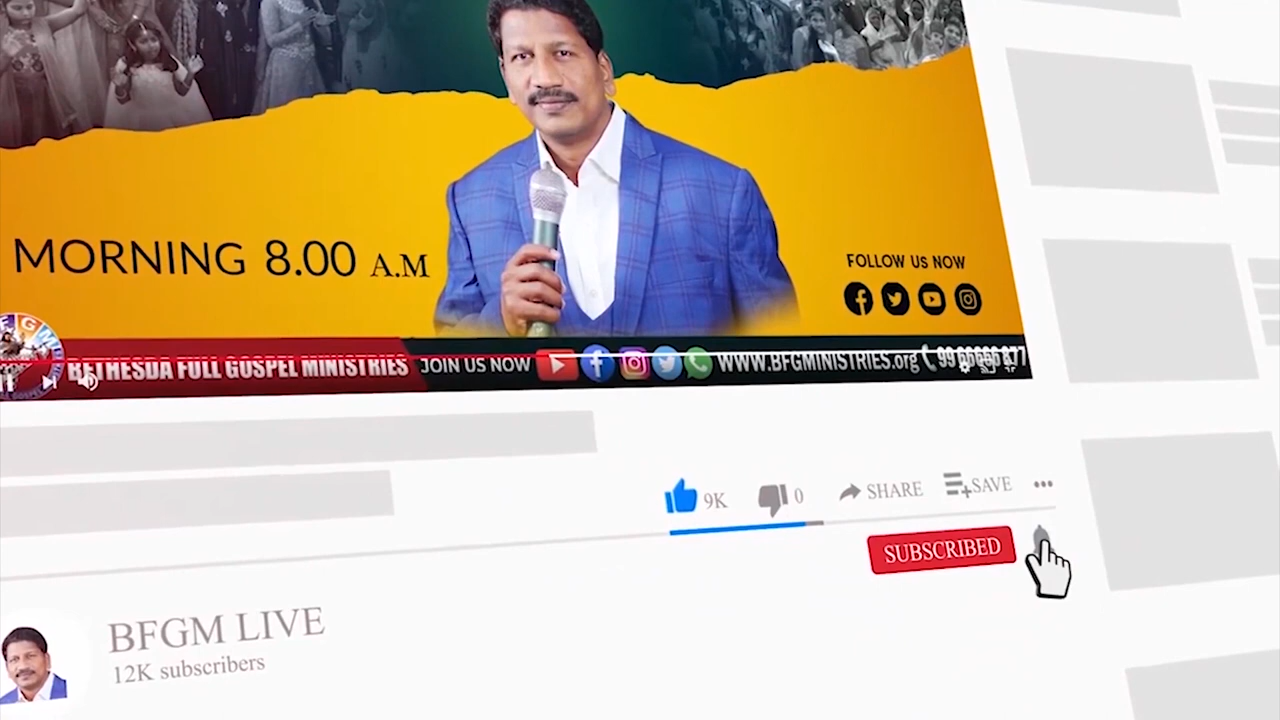 MORNING 8.00 A.M
FOLLOW US NOW
BETHESDA FULL GOSPEL MINISTRIES JOIN US NOW WWW.BFGMINISTRIES.org
9K 0 SHARE SAVE
SUBSCRIBED
BFGM LIVE
12K subscribers